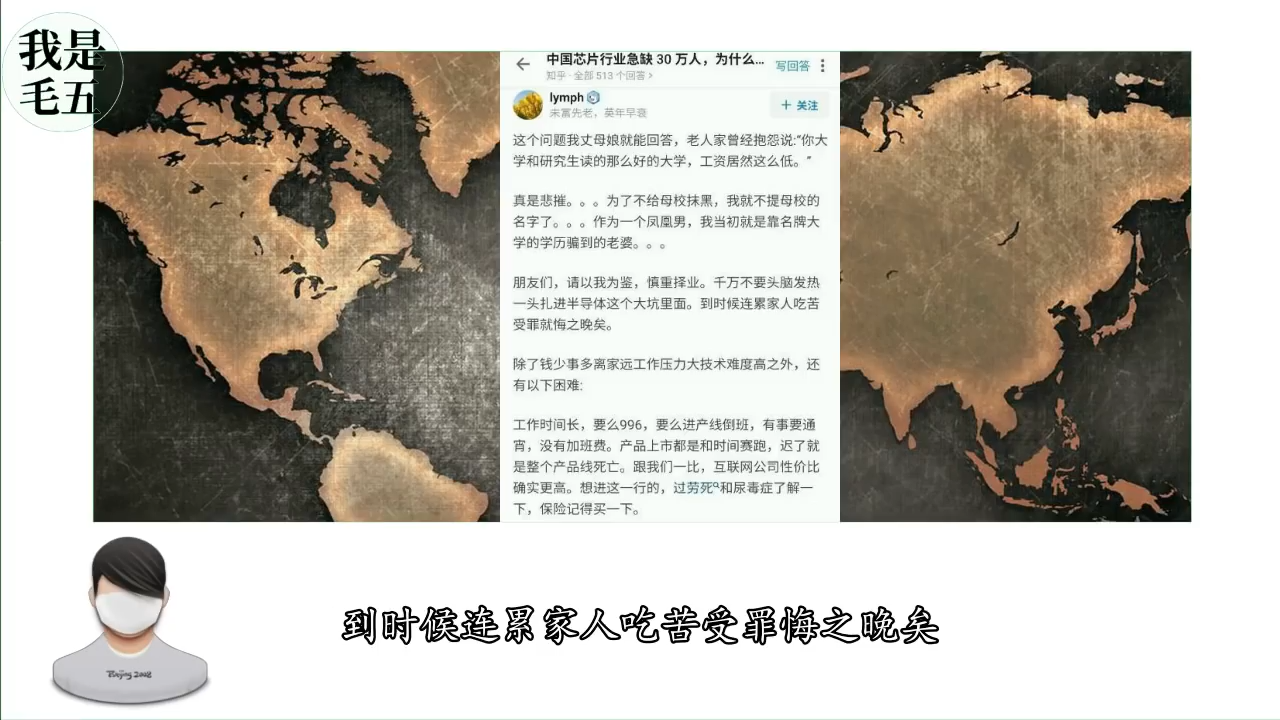 我是
毛五
中国芯片行业急缺 30 万人，为什么...
写回答
知乎 · 全部 513 个回答 >
lymph
未富先老，英年早衰
+ 关注
这个问题我丈母娘就能回答，老人家曾经抱怨说:“你大
学和研究生读的那么好的大学，工资居然这么低。”
真是悲摧。。。为了不给母校抹黑，我就不提母校的
名字了。。。作为一个凤凰男，我当初就是靠名牌大
学的学历骗到的老婆。。。
朋友们，请以我为鉴，慎重择业。千万不要头脑发热
一头扎进半导体这个大坑里面。到时候连累家人吃苦
受罪就悔之晚矣。
除了钱少事多离家远工作压力大技术难度高之外，还
有以下困难:
工作时间长，要么996，要么进产线倒班，有事要通
宵，没有加班费。产品上市都是和时间赛跑，迟了就
是整个产品线死亡。跟我们一比，互联网公司性价比
确实更高。想进这一行的，过劳死和尿毒症了解一
下，保险记得买一下。
到时候连累家人吃苦受罪悔之晚矣